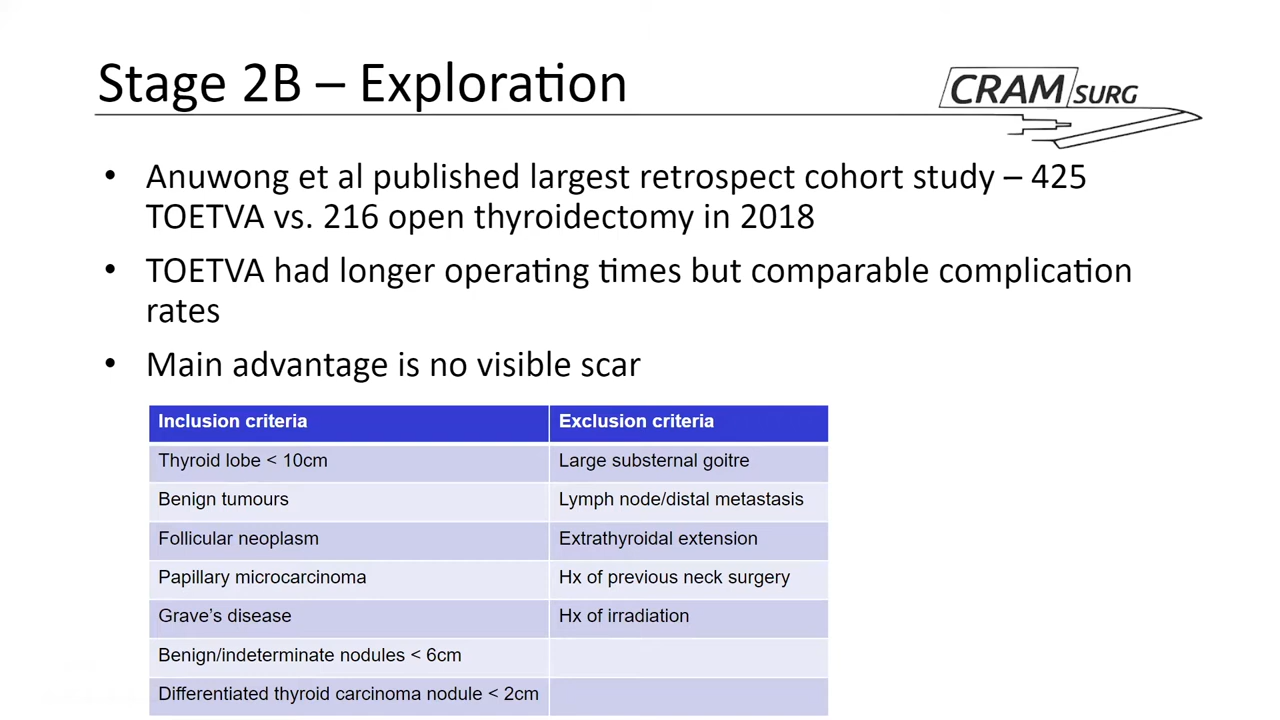 Stage 2B – Exploration
CRAM SURG
• Anuwong et al published largest retrospect cohort study – 425
TOETVA vs. 216 open thyroidectomy in 2018
• TOETVA had longer operating times but comparable complication
rates
• Main advantage is no visible scar
Inclusion criteria Exclusion criteria
Thyroid lobe < 10cm Large substernal goitre
Benign tumours Lymph node/distal metastasis
Follicular neoplasm Extrathyroidal extension
Papillary microcarcinoma Hx of previous neck surgery
Grave’s disease Hx of irradiation
Benign/indeterminate nodules < 6cm
Differentiated thyroid carcinoma nodule < 2cm